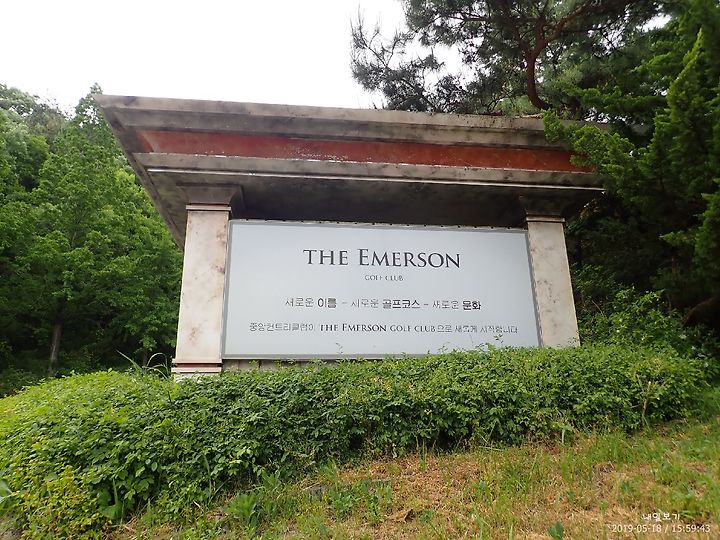 THE EMERSON
GOLF CLUB
새로운 이름 - 새로운 골프코스 - 새로운 문화
중앙컨트리클럽이 THE EMERSON GOLF CLUB으로 새롭게 시작합니다
내일보기
2019-05-18 / 15:59:43